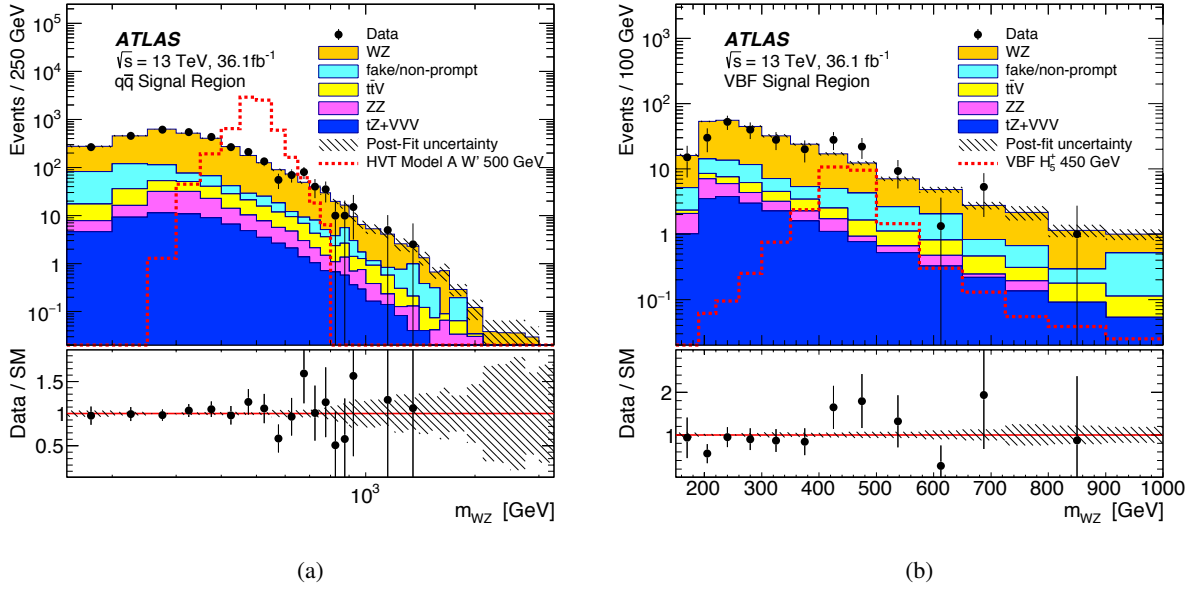 Events / 250 GeV
10⁵
10⁴
10³
10²
10
1
10⁻¹
ATLAS
√s = 13 TeV, 36.1fb⁻¹
qq̅ Signal Region
Data
WZ
fake/non-prompt
tt̅V
ZZ
tZ+VVV
Post-Fit uncertainty
HVT Model A W' 500 GeV
Data / SM
1.5
1
0.5
10³
m_WZ [GeV]
(a)
Events / 100 GeV
10³
10²
10
1
10⁻¹
ATLAS
√s = 13 TeV, 36.1 fb⁻¹
VBF Signal Region
Data
WZ
fake/non-prompt
tt̅V
ZZ
tZ+VVV
Post-Fit uncertainty
VBF H₅⁺ 450 GeV
Data / SM
2
1
200 300 400 500 600 700 800 900 1000
m_WZ [GeV]
(b)